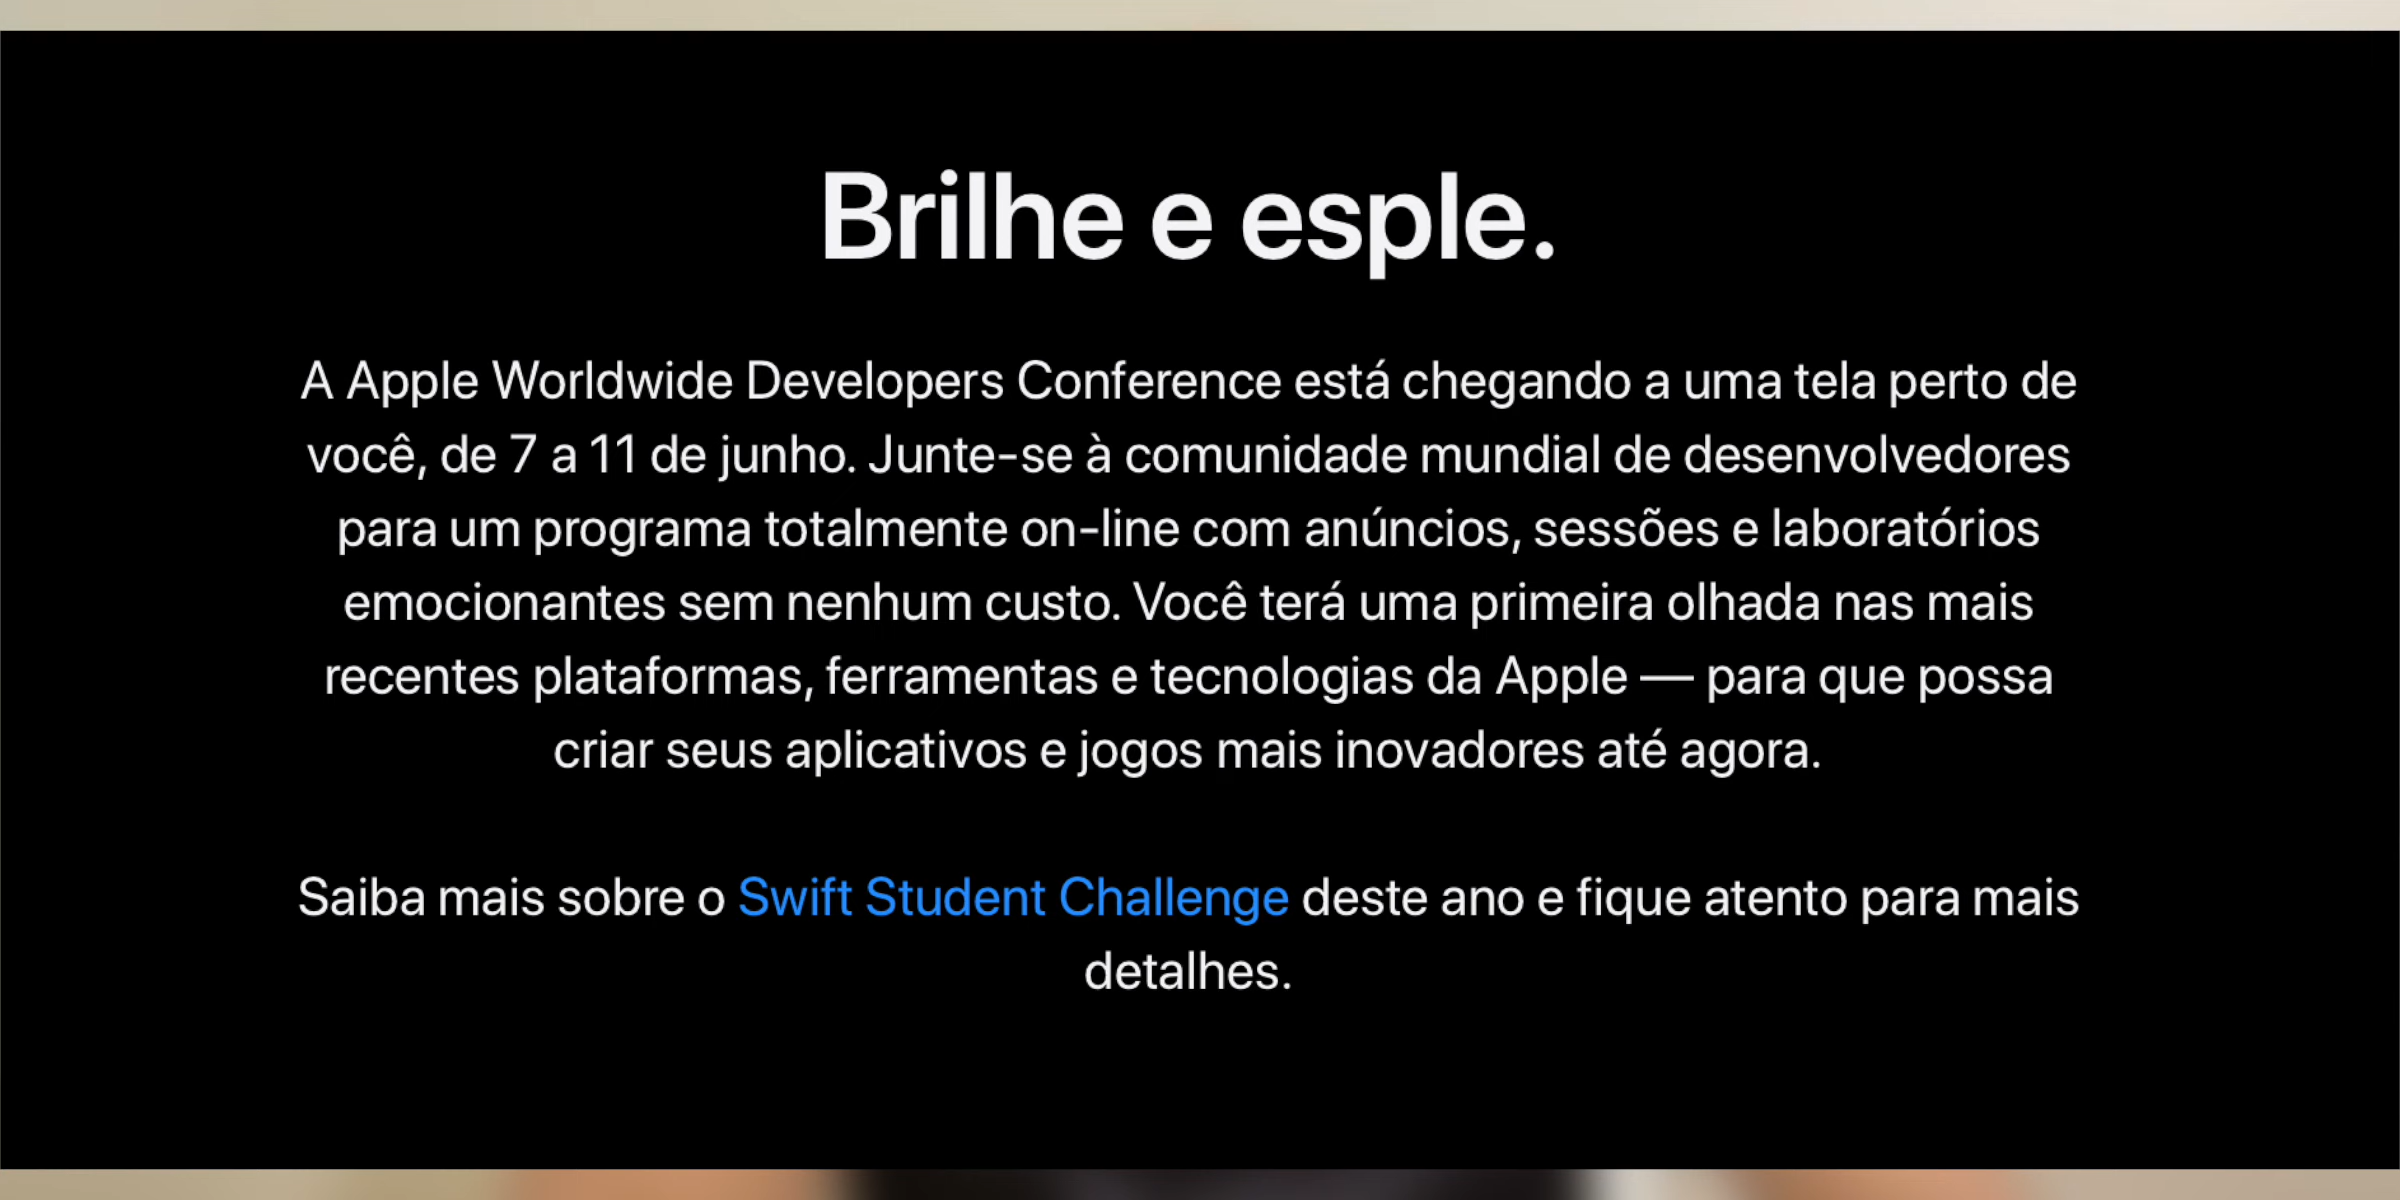 Brilhe e esple.
A Apple Worldwide Developers Conference está chegando a uma tela perto de
você, de 7 a 11 de junho. Junte-se à comunidade mundial de desenvolvedores
para um programa totalmente on-line com anúncios, sessões e laboratórios
emocionantes sem nenhum custo. Você terá uma primeira olhada nas mais
recentes plataformas, ferramentas e tecnologias da Apple — para que possa
criar seus aplicativos e jogos mais inovadores até agora.
Saiba mais sobre o Swift Student Challenge deste ano e fique atento para mais
detalhes.